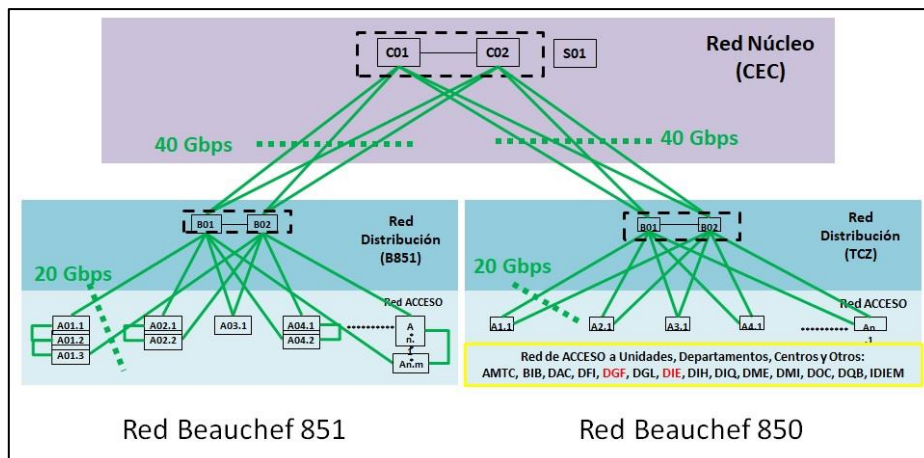 C01
C02
S01
Red Núcleo
(CEC)
40 Gbps
40 Gbps
B01
B02
Red
Distribución
(B851)
B01
B02
Red
Distribución
(TCZ)
20 Gbps
20 Gbps
Red ACCESO
Red ACCESO
A01.1
A01.2
A01.3
A02.1
A02.2
A03.1
A04.1
A04.2
A
n.
1
An.m
A1.1
A2.1
A3.1
A4.1
An
.1
Red de ACCESO a Unidades, Departamentos, Centros y Otros:
AMTC, BIB, DAC, DFI, DGF, DGL, DIE, DIH, DIQ, DME, DMI, DOC, DQB, IDIEM
Red Beauchef 851
Red Beauchef 850